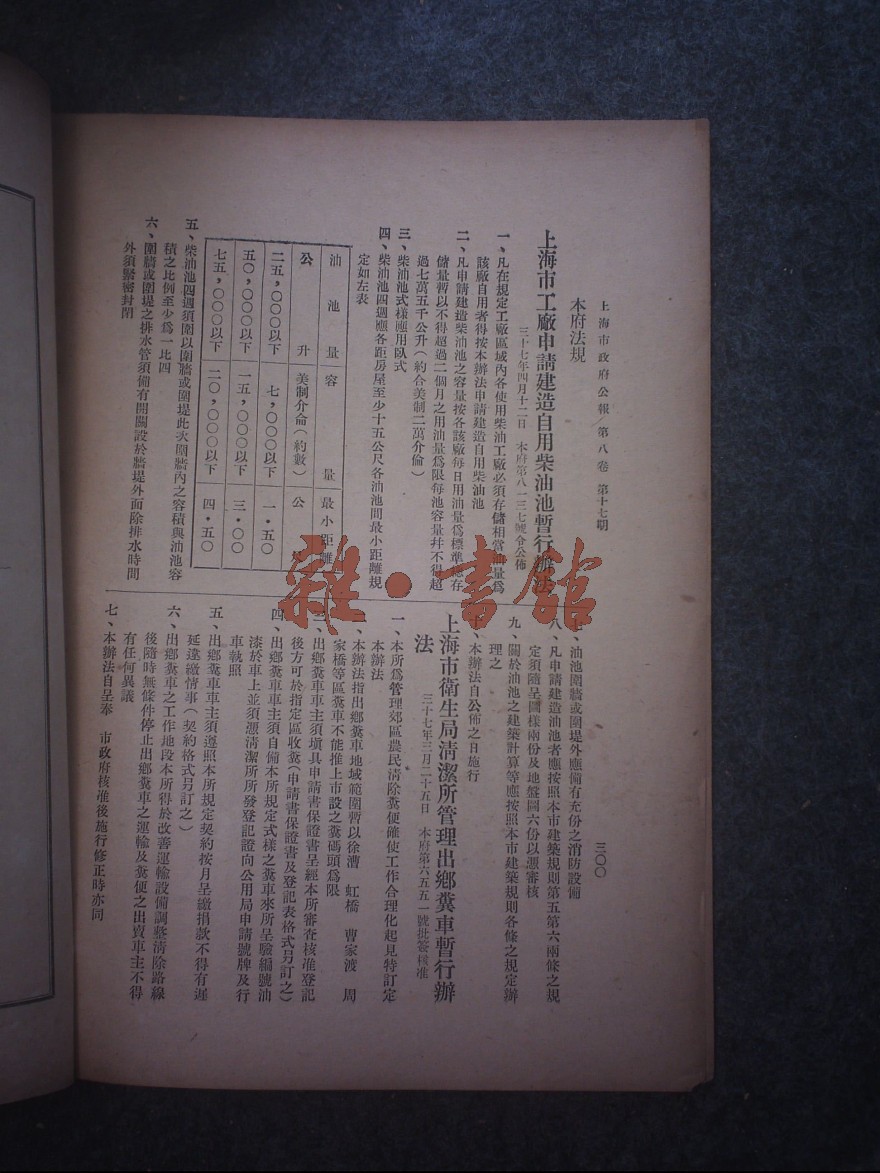 上海市政府公報／第八卷 第十七期
三〇〇
本府法規
上海市工廠申請建造自用柴油池暫行辦法
三十七年四月十二日 本府第八一三七號令公佈
一、凡在規定工廠區域內各使用柴油工廠必須存儲相當油量爲
該廠自用者得按本辦法申請建造自用柴油池
二、凡申請建造柴油池之容量按各該廠每日用油量爲標準總存
儲量暫以不得超過二個月之用油量爲限每池容量幷不得超
過七萬五千公升（約合美制二萬介倫）
三、柴油池式樣應用臥式
四、柴油池四週應各距房屋至少十五公尺各油池間最小距離規
定如左表
油池量容量 最小距離
公升 美制介侖（約數） 公
二五，〇〇〇以下 七，〇〇〇以下 一・五〇
五〇，〇〇〇以下 一五，〇〇〇以下 三・〇〇
七五，〇〇〇以下 二〇，〇〇〇以下 四・五〇
五、柴油池四週須圍以圍牆或圍堤此次圍牆內之容積與油池容
積之比例至少爲一比四
六、圍牆或圍堤之排水管須備有開關設於牆堤外面除排水時間
外須緊密封閉
油池圍牆或圍堤外應備有充份之消防設備
八、凡申請建造油池者應按照本市建築規則第五第六兩條之規
定須隨呈圖樣兩份及地盤圖六份以憑審核
九、關於油池之建築計算等應按照本市建築規則各條之規定辦
理之
十、本辦法自公佈之日施行
上海市衛生局清潔所管理出鄉糞車暫行辦
法
三十七年三月二十五日 本府第六五五一號批簽核准
一、本所爲管理郊區農民清除糞便確使工作合理化起見特訂定
本辦法
二、本辦法指出鄉糞車地域範圍暫以徐漕 虹橋 曹家渡 周
家橋等區糞車不能推上市設之糞碼頭爲限
三、出鄉糞車車主須塡具申請書保證書呈經本所審查核准登記
後方可於指定區收糞（申請書保證書及登記表格式另訂之）
四、出鄉糞車車主須自備本所規定式樣之糞車來所呈驗編號油
漆於車上並須憑清潔所所發登記證向公用局申請號牌及行
車執照
五、出鄉糞車車主須遵照本所規定契約按月呈繳捐款不得有遲
延違繳情事（契約格式另訂之）
六、出鄉糞車之工作地段本所得於改善運輸設備調整清除路線
後隨時無條件停止出鄉糞車之運輸及糞便之出賣車主不得
有任何異議
七、本辦法自呈奉 市政府核准後施行修正時亦同
雜・書館